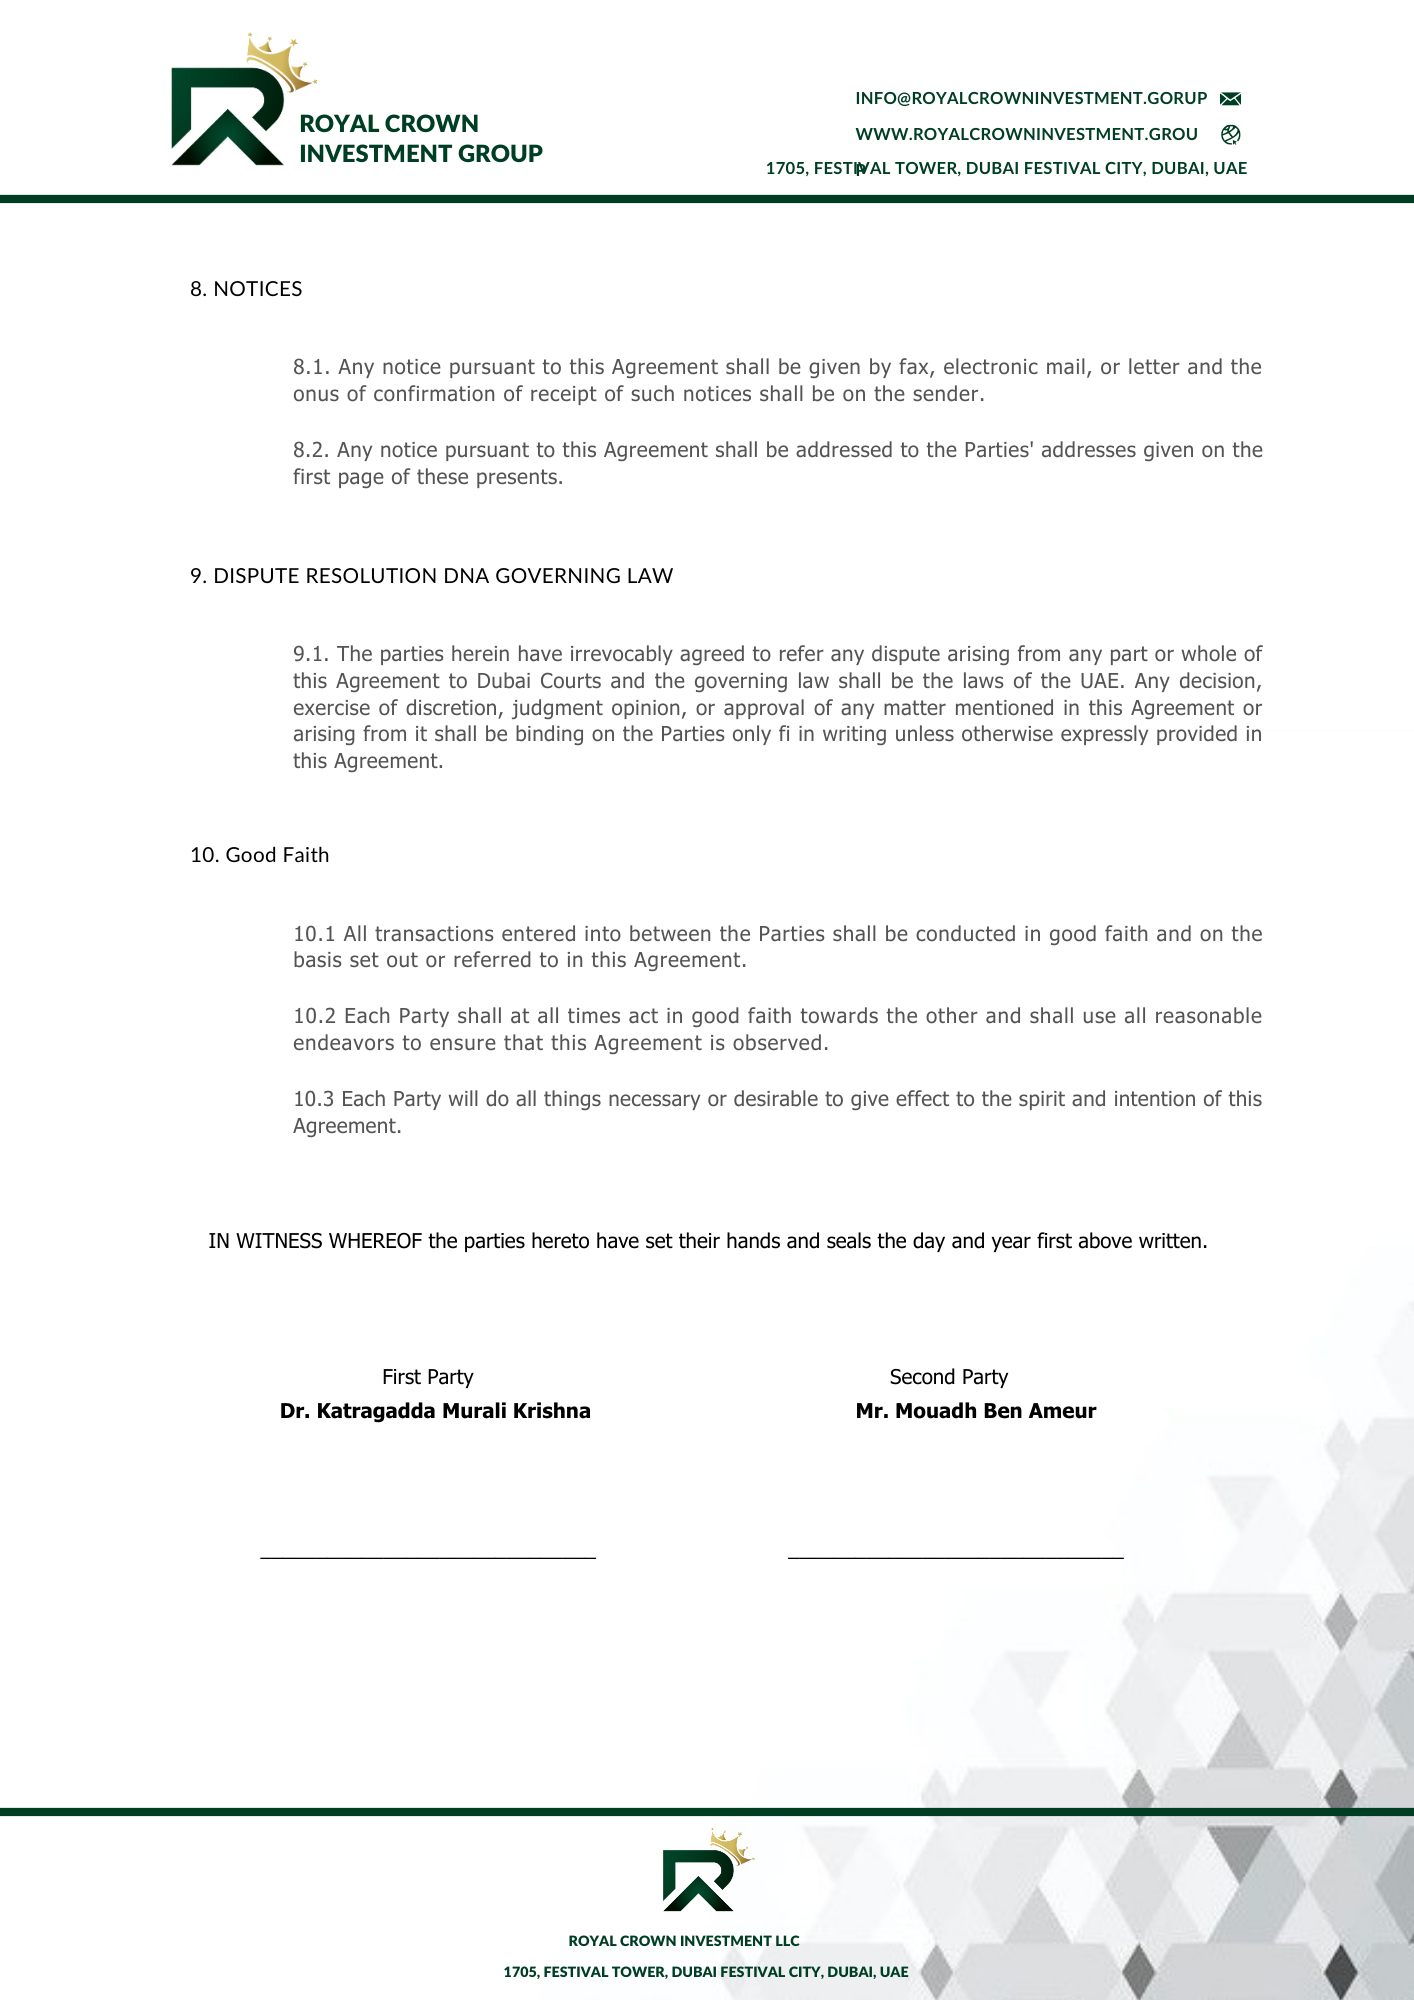 ROYAL CROWN
INVESTMENT GROUP
INFO@ROYALCROWNINVESTMENT.GORUP
WWW.ROYALCROWNINVESTMENT.GROU
P
1705, FESTIVAL TOWER, DUBAI FESTIVAL CITY, DUBAI, UAE
8. NOTICES
8.1. Any notice pursuant to this Agreement shall be given by fax, electronic mail, or letter and the
onus of confirmation of receipt of such notices shall be on the sender.
8.2. Any notice pursuant to this Agreement shall be addressed to the Parties' addresses given on the
first page of these presents.
9. DISPUTE RESOLUTION DNA GOVERNING LAW
9.1. The parties herein have irrevocably agreed to refer any dispute arising from any part or whole of
this Agreement to Dubai Courts and the governing law shall be the laws of the UAE. Any decision,
exercise of discretion, judgment opinion, or approval of any matter mentioned in this Agreement or
arising from it shall be binding on the Parties only fi in writing unless otherwise expressly provided in
this Agreement.
10. Good Faith
10.1 All transactions entered into between the Parties shall be conducted in good faith and on the
basis set out or referred to in this Agreement.
10.2 Each Party shall at all times act in good faith towards the other and shall use all reasonable
endeavors to ensure that this Agreement is observed.
10.3 Each Party will do all things necessary or desirable to give effect to the spirit and intention of this
Agreement.
IN WITNESS WHEREOF the parties hereto have set their hands and seals the day and year first above written.
First Party
Dr. Katragadda Murali Krishna
Second Party
Mr. Mouadh Ben Ameur
ROYAL CROWN INVESTMENT LLC
1705, FESTIVAL TOWER, DUBAI FESTIVAL CITY, DUBAI, UAE